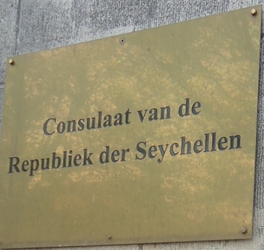 Consulaat van de
Republiek der Seychellen